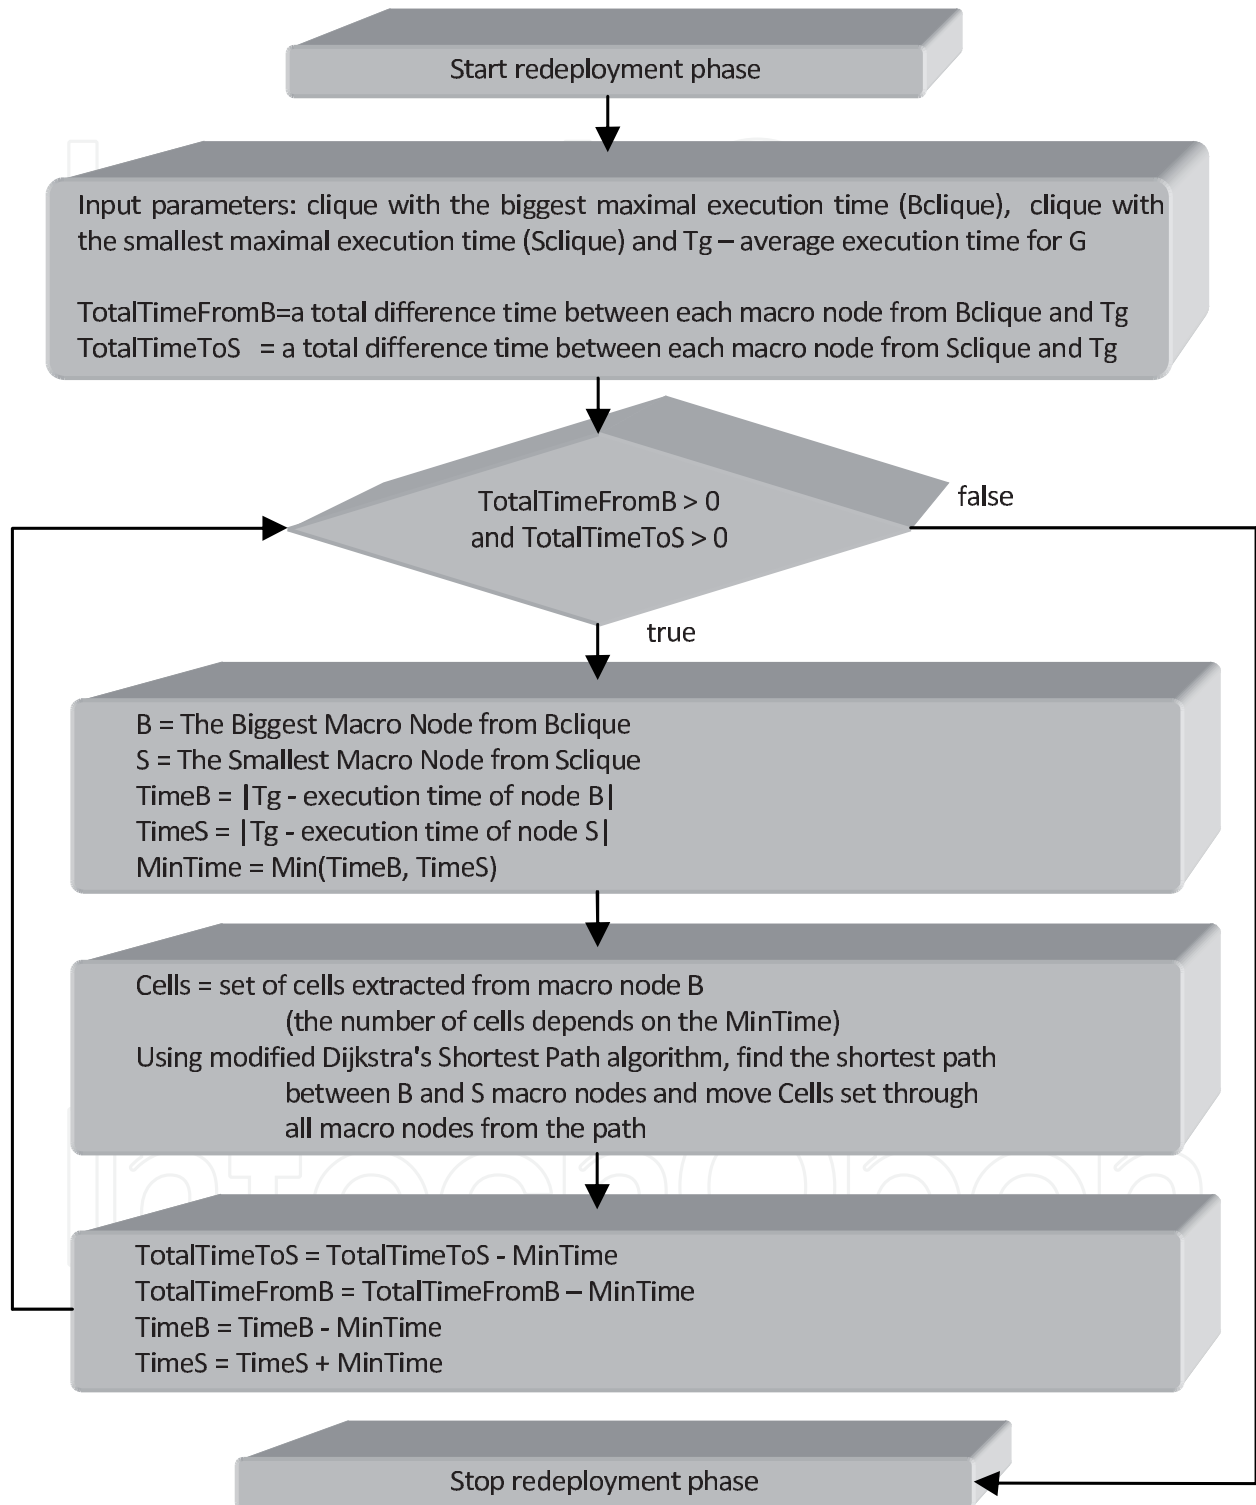 Start redeployment phase
Input parameters: clique with the biggest maximal execution time (Bclique), clique with
the smallest maximal execution time (Sclique) and Tg – average execution time for G
TotalTimeFromB=a total difference time between each macro node from Bclique and Tg
TotalTimeToS = a total difference time between each macro node from Sclique and Tg
TotalTimeFromB > 0
and TotalTimeToS > 0
false
true
B = The Biggest Macro Node from Bclique
S = The Smallest Macro Node from Sclique
TimeB = |Tg - execution time of node B|
TimeS = |Tg - execution time of node S|
MinTime = Min(TimeB, TimeS)
Cells = set of cells extracted from macro node B
(the number of cells depends on the MinTime)
Using modified Dijkstra's Shortest Path algorithm, find the shortest path
between B and S macro nodes and move Cells set through
all macro nodes from the path
TotalTimeToS = TotalTimeToS - MinTime
TotalTimeFromB = TotalTimeFromB – MinTime
TimeB = TimeB - MinTime
TimeS = TimeS + MinTime
Stop redeployment phase